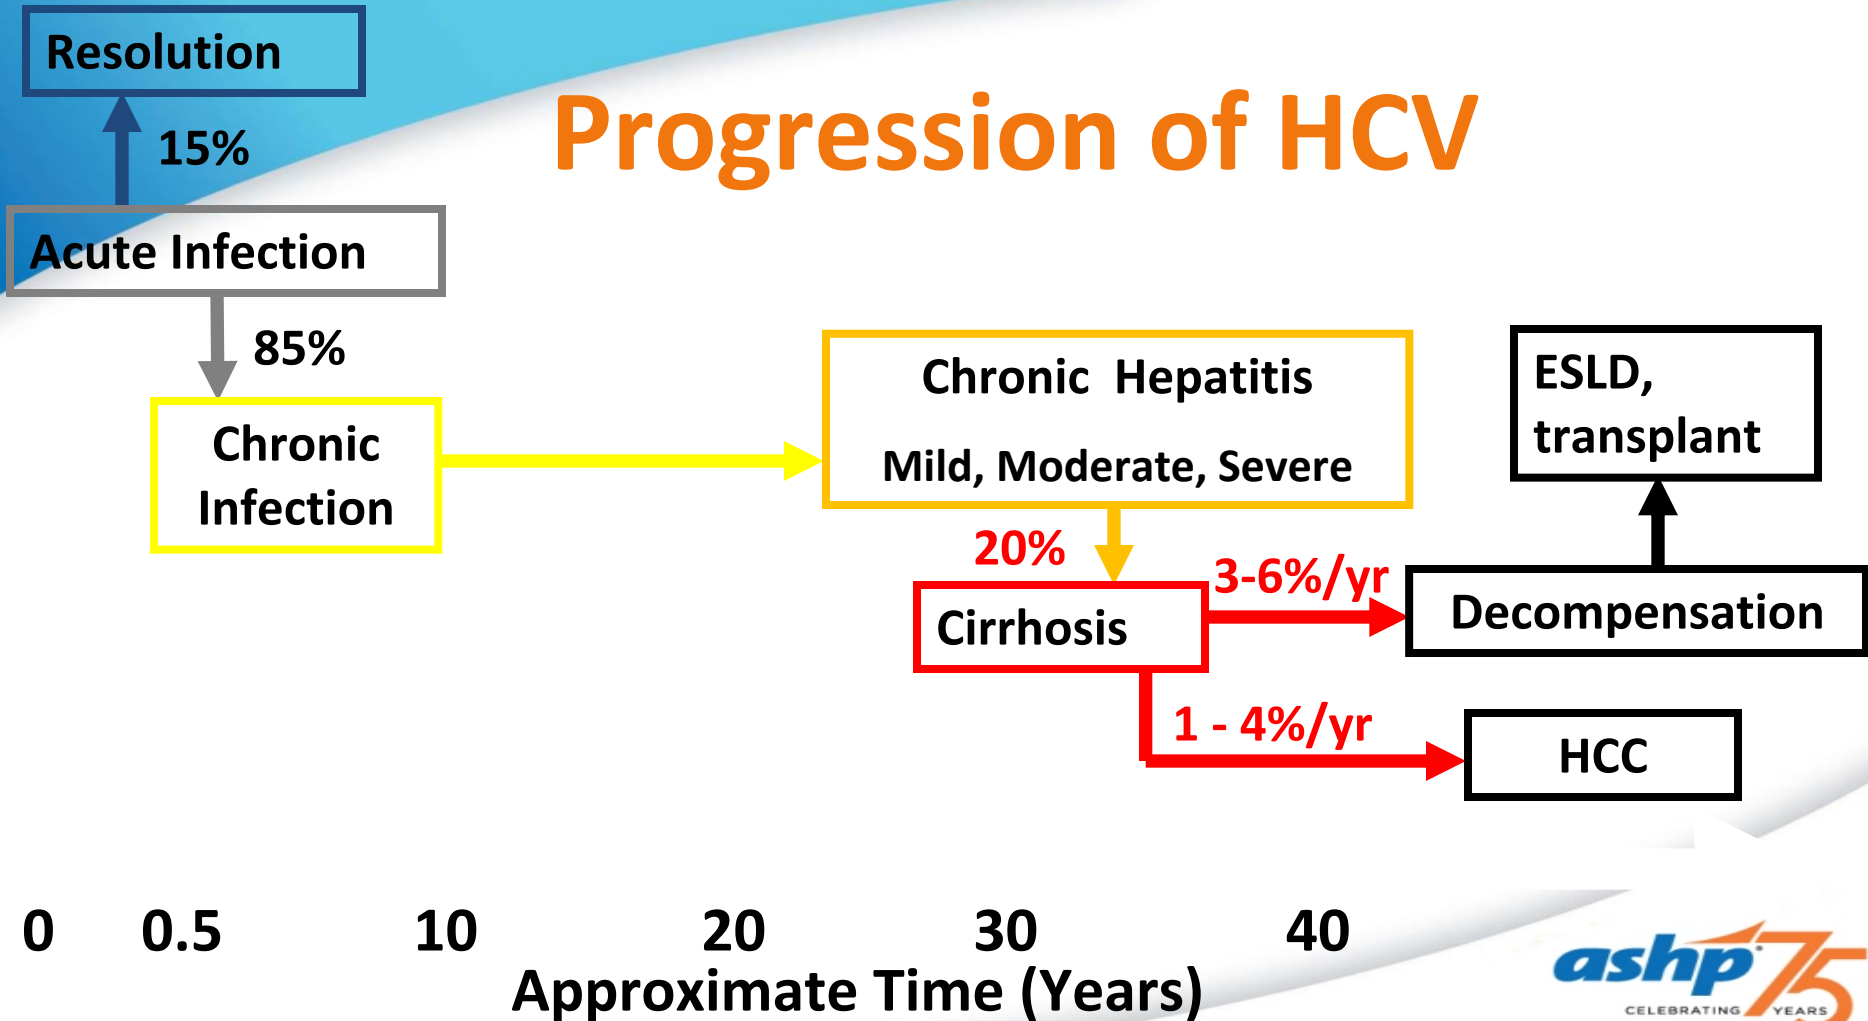 Resolution
Progression of HCV
15%
Acute Infection
85%
Chronic
Infection
Chronic  Hepatitis
Mild, Moderate, Severe
ESLD,
transplant
20%
3-6%/yr
Cirrhosis
Decompensation
1 - 4%/yr
HCC
0 0.5 10 20 30 40
Approximate Time (Years)
ashp 75
CELEBRATING YEARS